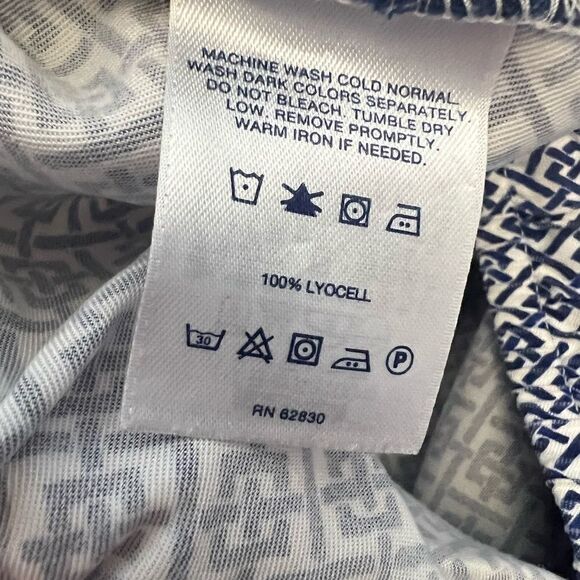 MACHINE WASH COLD NORMAL.
WASH DARK COLORS SEPARATELY.
DO NOT BLEACH. TUMBLE DRY
LOW. REMOVE PROMPTLY.
WARM IRON IF NEEDED.
100% LYOCELL
30 P
RN 62830